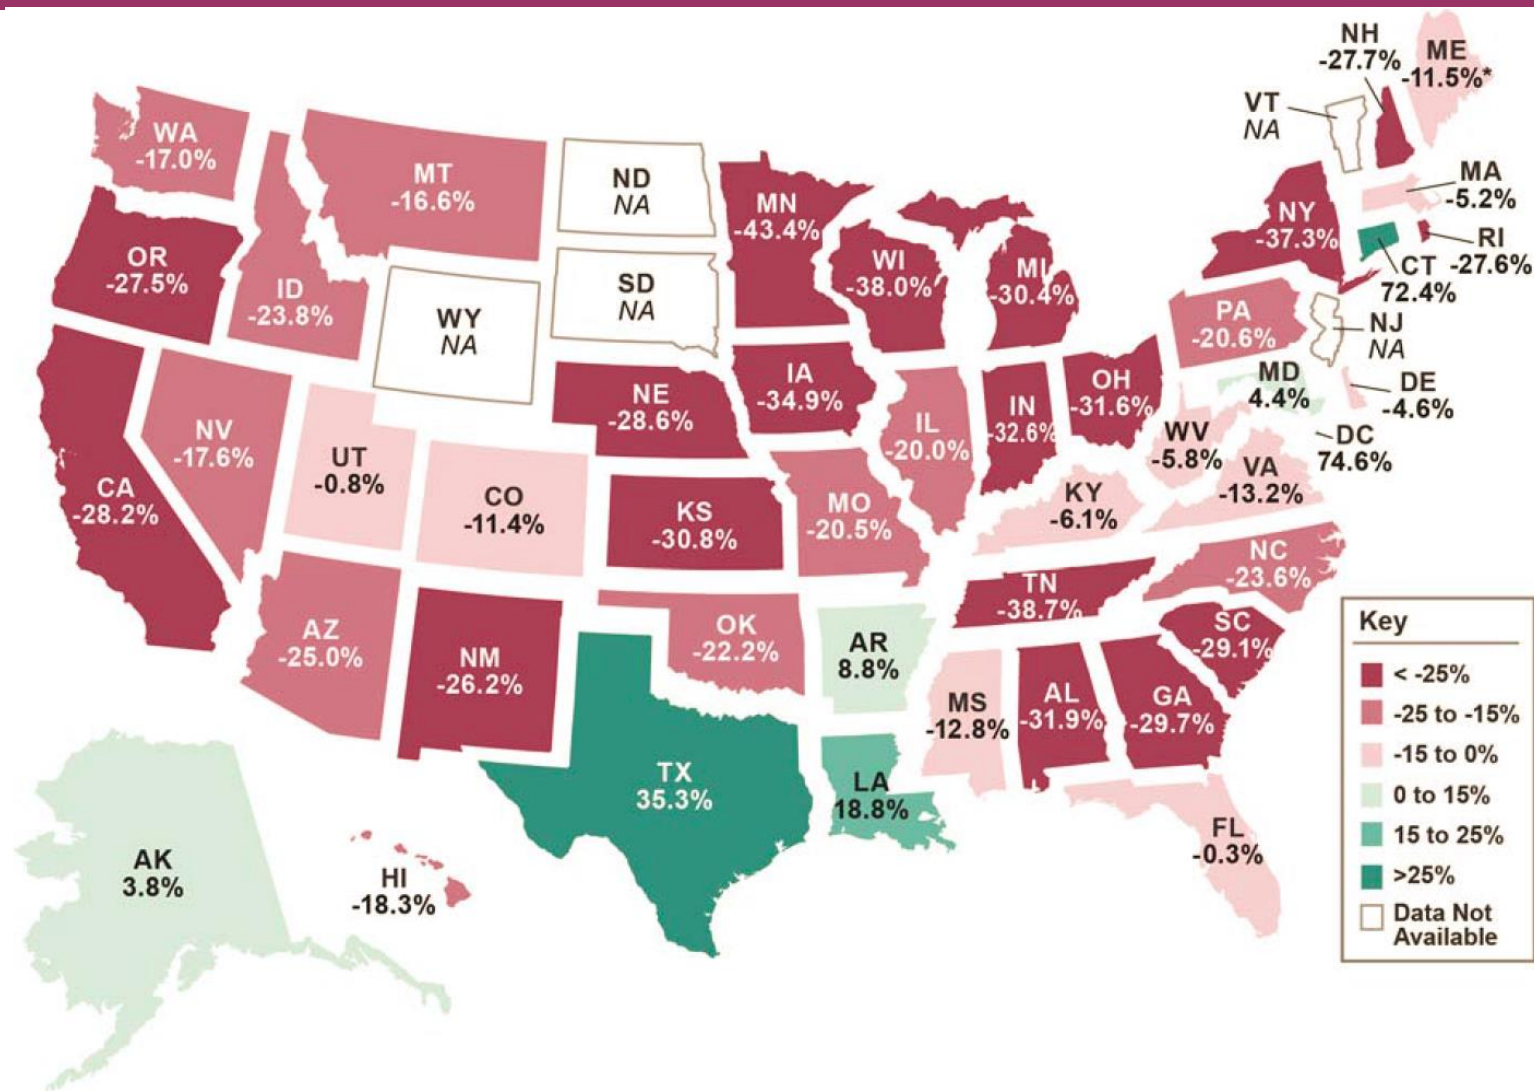 NH
-27.7%
ME
-11.5%*
VT
NA
WA
-17.0%
MT
-16.6%
ND
NA
MN
-43.4%
MA
-5.2%
NY
-37.3%
RI
-27.6%
CT
72.4%
OR
-27.5%
ID
-23.8%
WY
NA
SD
NA
WI
-38.0%
MI
-30.4%
PA
-20.6%
NJ
NA
MD
4.4%
DE
-4.6%
DC
74.6%
NV
-17.6%
UT
-0.8%
NE
-28.6%
IA
-34.9%
IL
-20.0%
IN
-32.6%
OH
-31.6%
WV
-5.8%
VA
-13.2%
CA
-28.2%
CO
-11.4%
KS
-30.8%
MO
-20.5%
KY
-6.1%
NC
-23.6%
TN
-38.7%
SC
-29.1%
AZ
-25.0%
NM
-26.2%
OK
-22.2%
AR
8.8%
MS
-12.8%
AL
-31.9%
GA
-29.7%
TX
35.3%
LA
18.8%
FL
-0.3%
AK
3.8%
HI
-18.3%
Key
< -25%
-25 to -15%
-15 to 0%
0 to 15%
15 to 25%
>25%
Data Not
Available